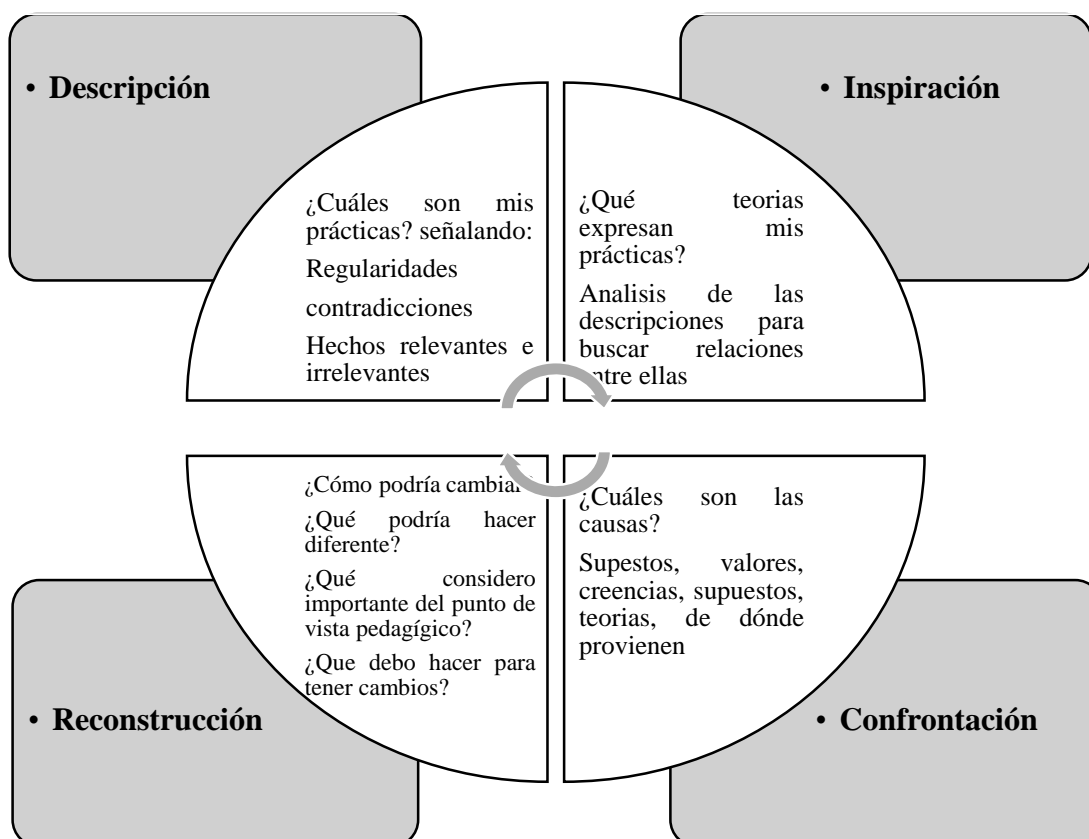 • Descripción
¿Cuáles son mis
prácticas? señalando:
Regularidades
contradicciones
Hechos relevantes e
irrelevantes
• Inspiración
¿Qué teorias
expresan mis
prácticas?
Analisis de las
descripciones para
buscar relaciones
entre ellas
• Confrontación
¿Cuáles son las
causas?
Supestos, valores,
creencias, supuestos,
teorias, de dónde
provienen
• Reconstrucción
¿Cómo podría cambiar?
¿Qué podría hacer
diferente?
¿Qué considero
importante del punto de
vista pedagígico?
¿Que debo hacer para
tener cambios?